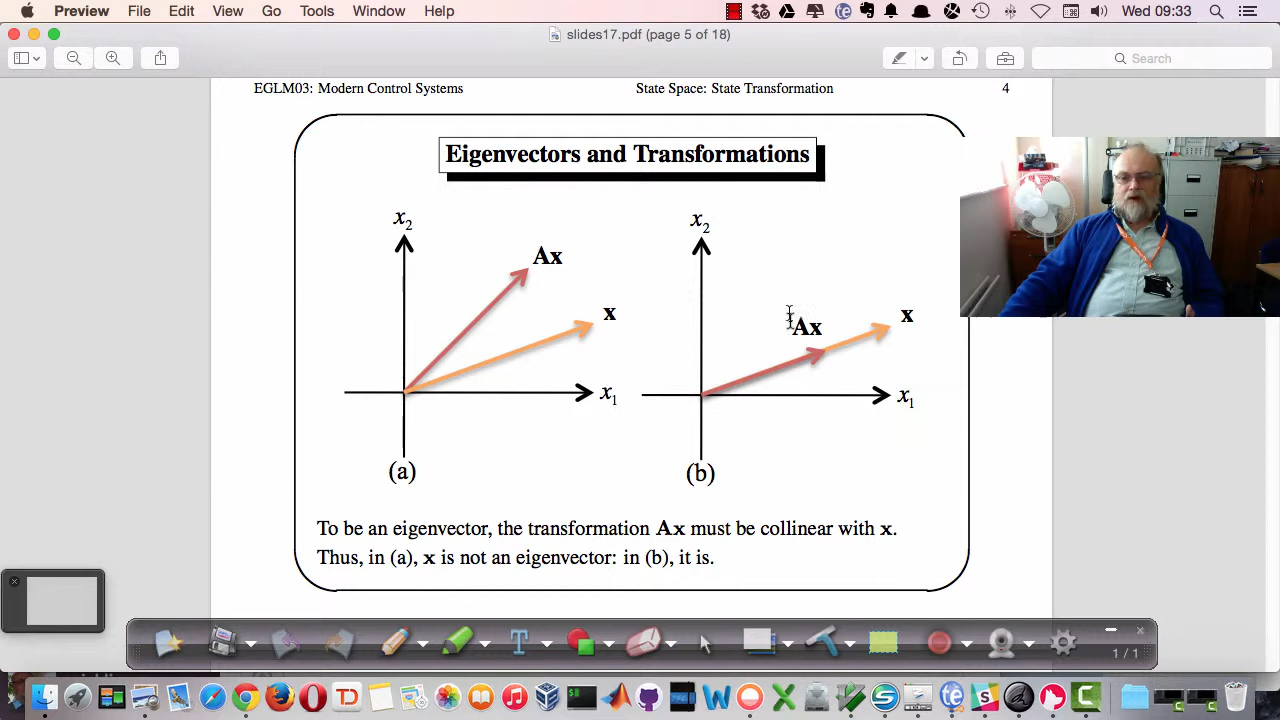 Preview File Edit View Go Tools Window Help Wed 09:33
slides17.pdf (page 5 of 18)
Search
EGLM03: Modern Control Systems State Space: State Transformation 4
Eigenvectors and Transformations
x2 x2
Ax
x Ax x
x1 x1
(a) (b)
To be an eigenvector, the transformation Ax must be collinear with x.
Thus, in (a), x is not an eigenvector: in (b), it is.
1 / 1